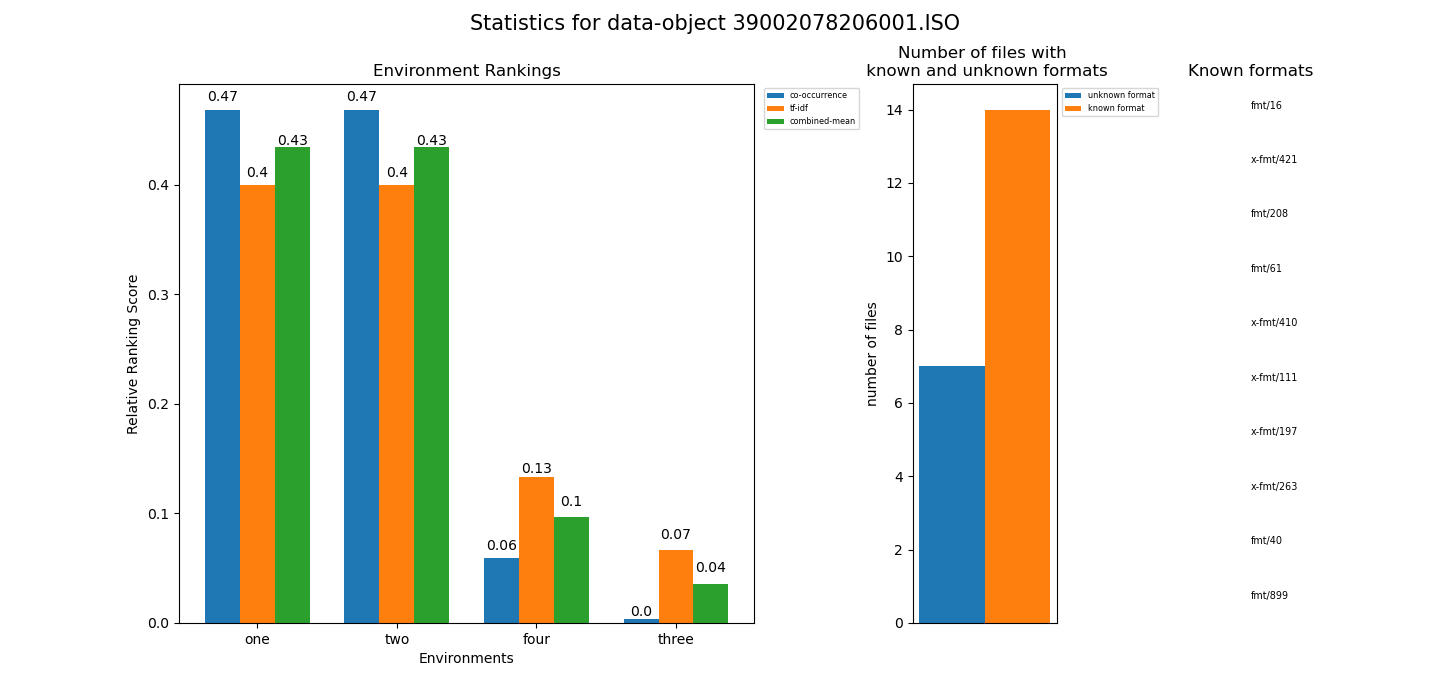 Statistics for data-object 39002078206001.ISO
Environment Rankings
0.47
0.47
0.43
0.43
0.4
0.4
0.13
0.1
0.06
0.07
0.04
0.0
0.4
0.3
0.2
0.1
0.0
Relative Ranking Score
one
two
four
three
Environments
co-occurrence
tf-idf
combined-mean
Number of files with
known and unknown formats
14
12
10
8
6
4
2
0
number of files
unknown format
known format
Known formats
fmt/16
x-fmt/421
fmt/208
fmt/61
x-fmt/410
x-fmt/111
x-fmt/197
x-fmt/263
fmt/40
fmt/899